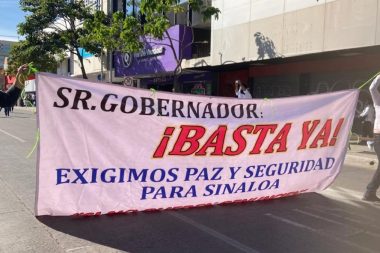 SR. GOBERNADOR:
¡BASTA YA!
EXIGIMOS PAZ Y SEGURIDAD
PARA SINALOA